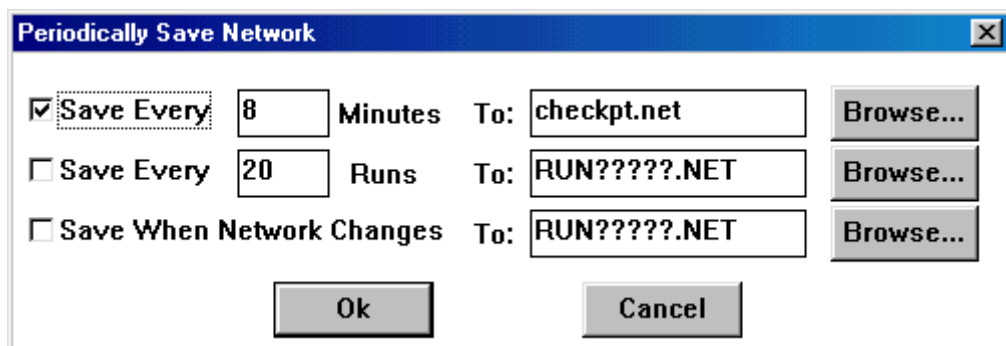 Periodically Save Network
Save Every 8 Minutes To: checkpt.net Browse...
Save Every 20 Runs To: RUN?????.NET Browse...
Save When Network Changes To: RUN?????.NET Browse...
Ok Cancel